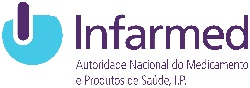 Infarmed
Autoridade Nacional do Medicamento
e Produtos de Saúde, I.P.